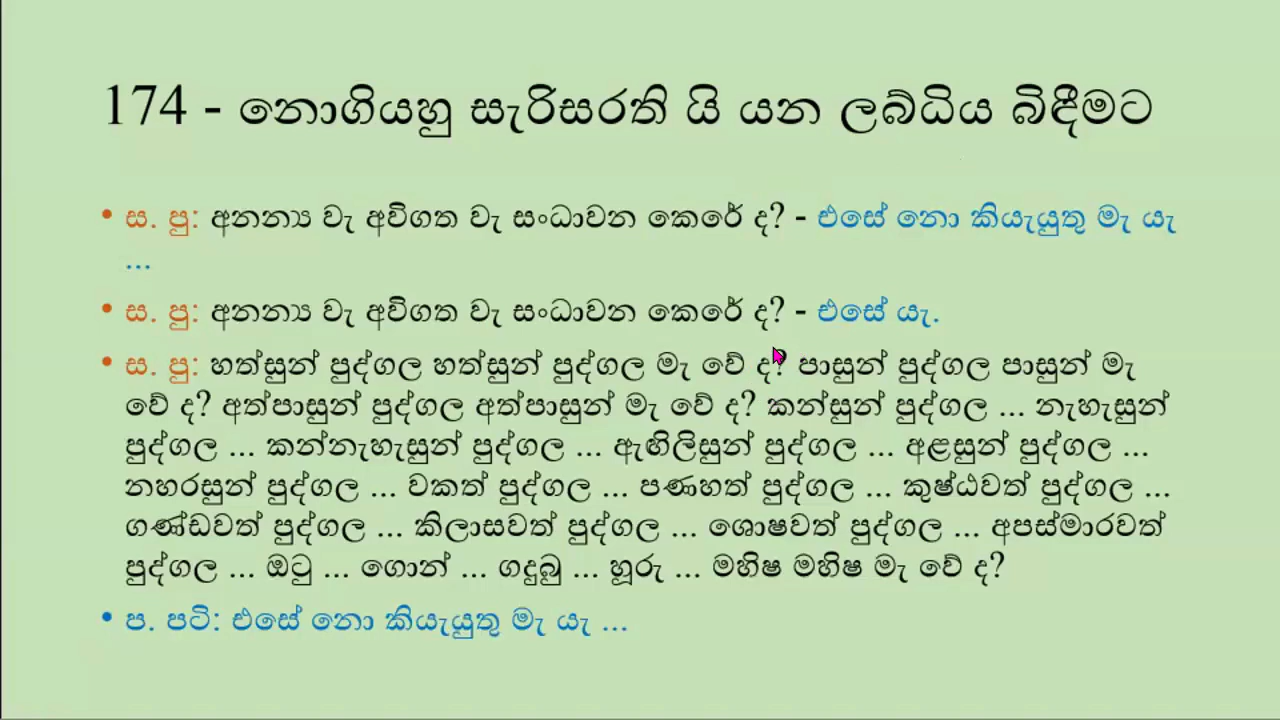 174 - නොගියහු සැරිසරති යි යන ලබ්ධිය බිඳීමට
• ස. පු: අනන්‍ය වැ අවිගත වැ සංධාවන කෙරේ ද? - එසේ නො කියැයුතු මැ යැ
...
• ස. පු: අනන්‍ය වැ අවිගත වැ සංධාවන කෙරේ ද? - එසේ යැ.
• ස. පු: හත්සුන් පුද්ගල හත්සුන් පුද්ගල මැ වේ ද? පාසුන් පුද්ගල පාසුන් මැ
වේ ද? අත්පාසුන් පුද්ගල අත්පාසුන් මැ වේ ද? කන්සුන් පුද්ගල ... නැහැසුන්
පුද්ගල ... කන්නැහැසුන් පුද්ගල ... ඇඟිලිසුන් පුද්ගල ... අළසුන් පුද්ගල ...
නහරසුන් පුද්ගල ... වකත් පුද්ගල ... පණහත් පුද්ගල ... කුෂ්ඨවත් පුද්ගල ...
ගණ්ඩවත් පුද්ගල ... කිලාසවත් පුද්ගල ... ශොෂවත් පුද්ගල ... අපස්මාරවත්
පුද්ගල ... ඔටු ... ගොන් ... ගදුබු ... හූරු ... මහිෂ මහිෂ මැ වේ ද?
• ප. පටි: එසේ නො කියැයුතු මැ යැ ...